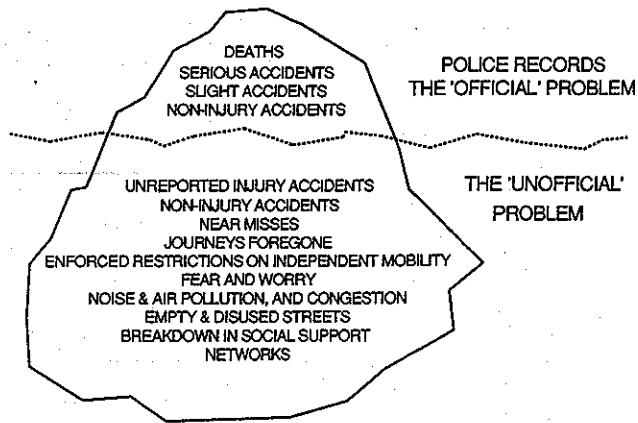 DEATHS
SERIOUS ACCIDENTS
SLIGHT ACCIDENTS
NON-INJURY ACCIDENTS
POLICE RECORDS
THE 'OFFICIAL' PROBLEM
UNREPORTED INJURY ACCIDENTS
NON-INJURY ACCIDENTS
NEAR MISSES
JOURNEYS FOREGONE
ENFORCED RESTRICTIONS ON INDEPENDENT MOBILITY
FEAR AND WORRY
NOISE & AIR POLLUTION, AND CONGESTION
EMPTY & DISUSED STREETS
BREAKDOWN IN SOCIAL SUPPORT
NETWORKS
THE 'UNOFFICIAL'
PROBLEM